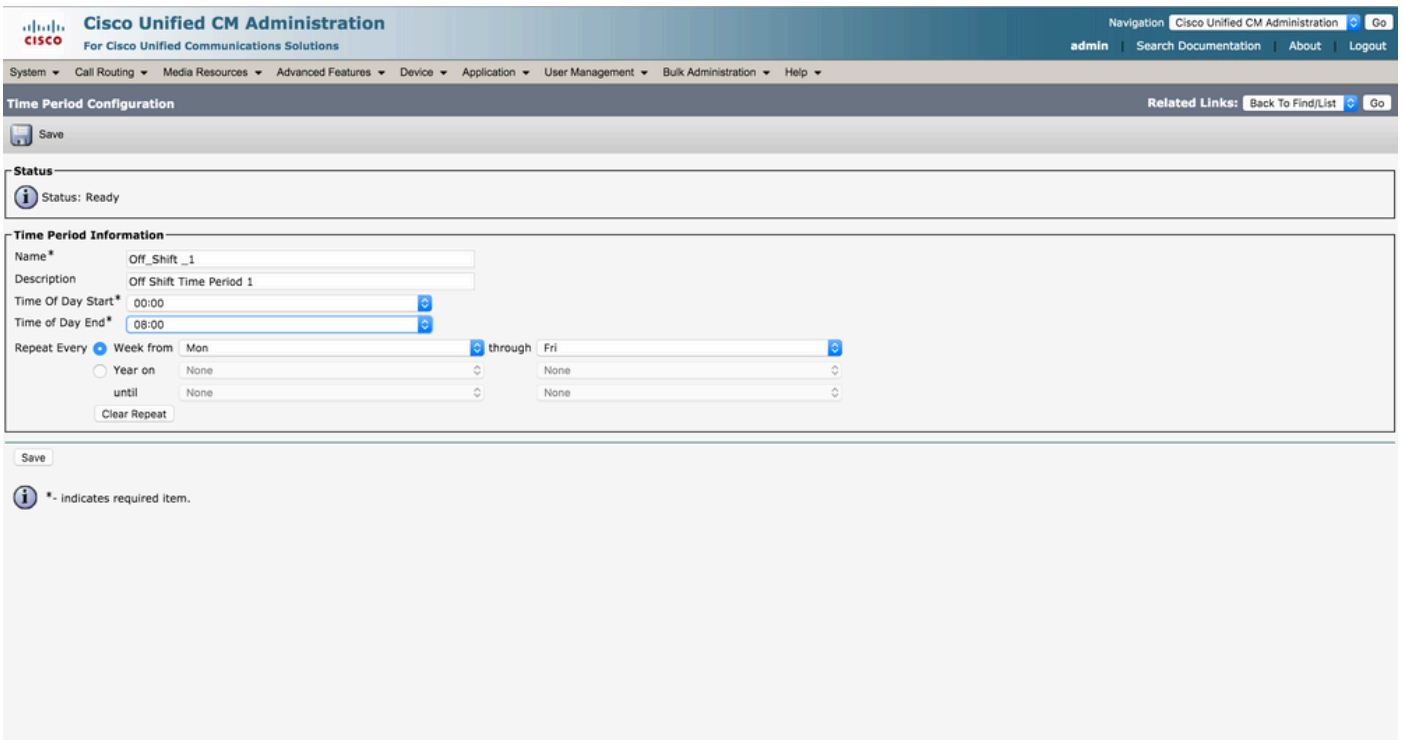 Cisco Unified CM Administration
Navigation Cisco Unified CM Administration Go
CISCO
For Cisco Unified Communications Solutions
admin | Search Documentation | About | Logout
System Call Routing Media Resources Advanced Features Device Application User Management Bulk Administration Help
Time Period Configuration Related Links: Back To Find/List Go
Save
Status
i Status: Ready
Time Period Information
Name* Off_Shift _1
Description Off Shift Time Period 1
Time Of Day Start* 00:00
Time of Day End* 08:00
Repeat Every Week from Mon through Fri
Year on None None
until None None
Clear Repeat
Save
i *- indicates required item.